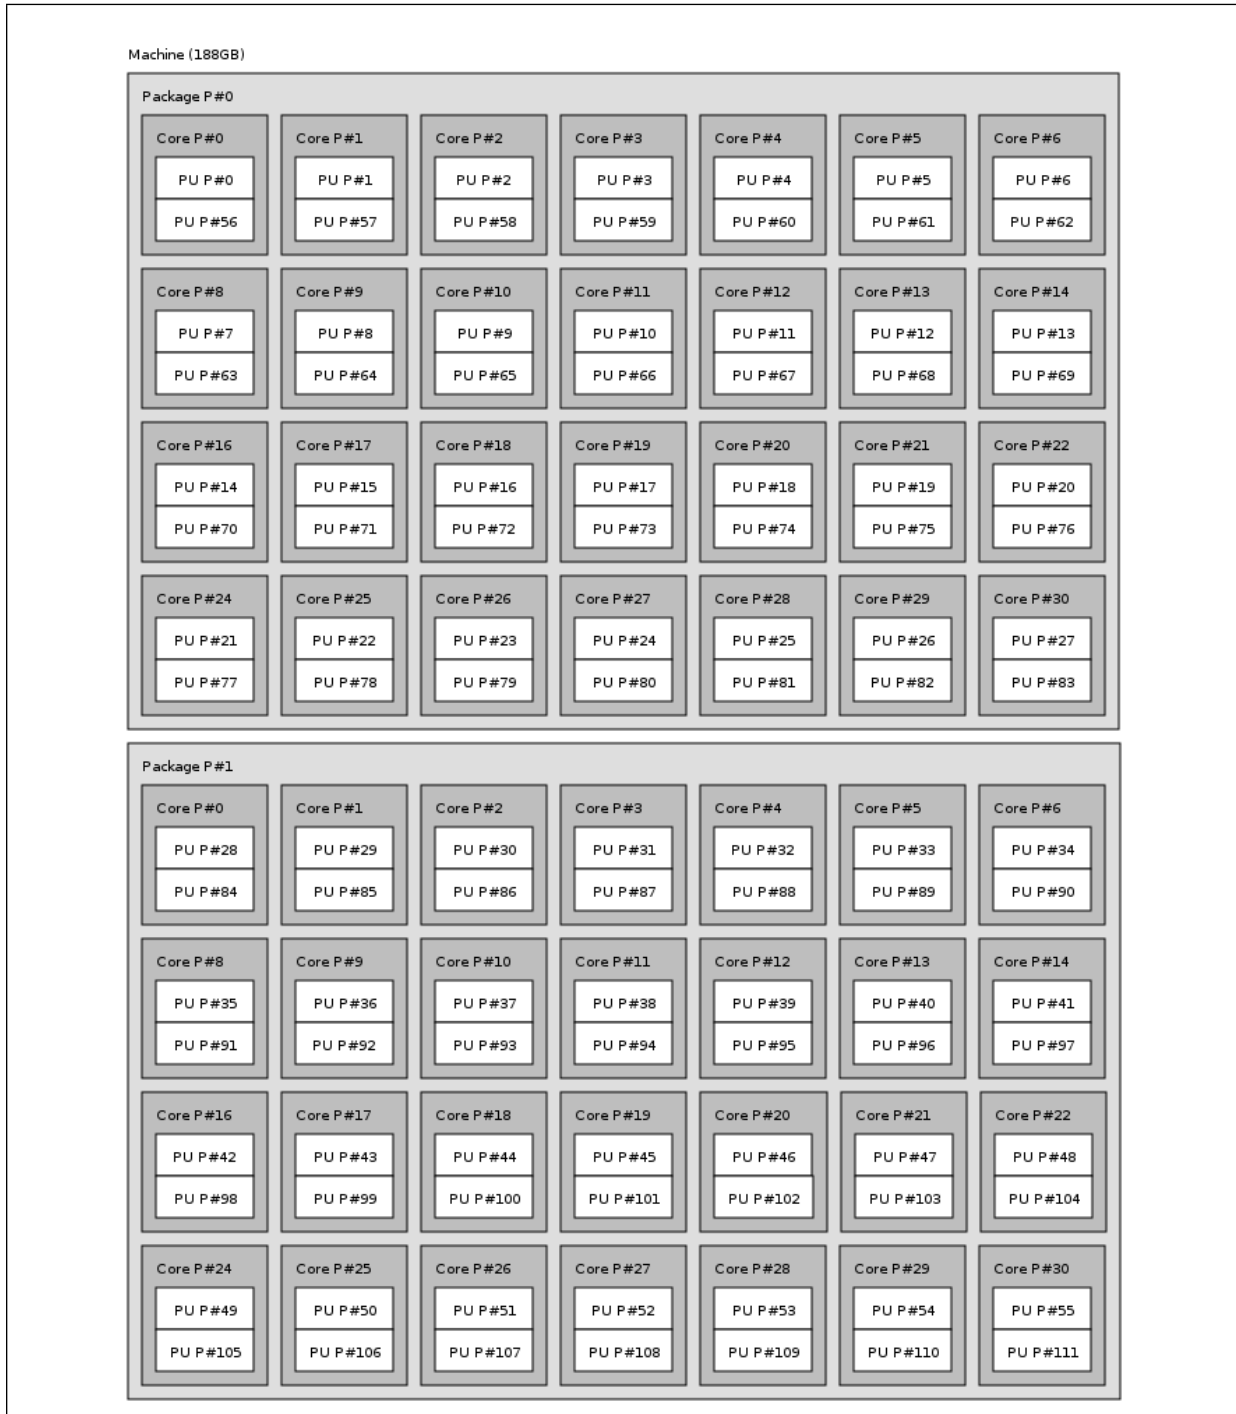 Machine (188GB)
Package P#0
Core P#0 Core P#1 Core P#2 Core P#3 Core P#4 Core P#5 Core P#6
PU P#0 PU P#1 PU P#2 PU P#3 PU P#4 PU P#5 PU P#6
PU P#56 PU P#57 PU P#58 PU P#59 PU P#60 PU P#61 PU P#62
Core P#8 Core P#9 Core P#10 Core P#11 Core P#12 Core P#13 Core P#14
PU P#7 PU P#8 PU P#9 PU P#10 PU P#11 PU P#12 PU P#13
PU P#63 PU P#64 PU P#65 PU P#66 PU P#67 PU P#68 PU P#69
Core P#16 Core P#17 Core P#18 Core P#19 Core P#20 Core P#21 Core P#22
PU P#14 PU P#15 PU P#16 PU P#17 PU P#18 PU P#19 PU P#20
PU P#70 PU P#71 PU P#72 PU P#73 PU P#74 PU P#75 PU P#76
Core P#24 Core P#25 Core P#26 Core P#27 Core P#28 Core P#29 Core P#30
PU P#21 PU P#22 PU P#23 PU P#24 PU P#25 PU P#26 PU P#27
PU P#77 PU P#78 PU P#79 PU P#80 PU P#81 PU P#82 PU P#83
Package P#1
Core P#0 Core P#1 Core P#2 Core P#3 Core P#4 Core P#5 Core P#6
PU P#28 PU P#29 PU P#30 PU P#31 PU P#32 PU P#33 PU P#34
PU P#84 PU P#85 PU P#86 PU P#87 PU P#88 PU P#89 PU P#90
Core P#8 Core P#9 Core P#10 Core P#11 Core P#12 Core P#13 Core P#14
PU P#35 PU P#36 PU P#37 PU P#38 PU P#39 PU P#40 PU P#41
PU P#91 PU P#92 PU P#93 PU P#94 PU P#95 PU P#96 PU P#97
Core P#16 Core P#17 Core P#18 Core P#19 Core P#20 Core P#21 Core P#22
PU P#42 PU P#43 PU P#44 PU P#45 PU P#46 PU P#47 PU P#48
PU P#98 PU P#99 PU P#100 PU P#101 PU P#102 PU P#103 PU P#104
Core P#24 Core P#25 Core P#26 Core P#27 Core P#28 Core P#29 Core P#30
PU P#49 PU P#50 PU P#51 PU P#52 PU P#53 PU P#54 PU P#55
PU P#105 PU P#106 PU P#107 PU P#108 PU P#109 PU P#110 PU P#111